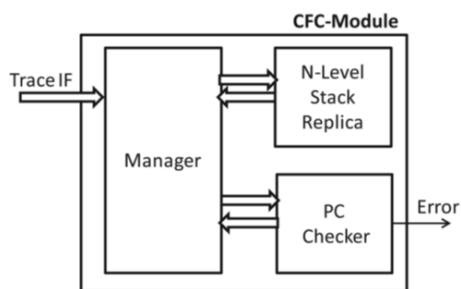 CFC-Module
Trace IF
Manager
N-Level
Stack
Replica
PC
Checker
Error